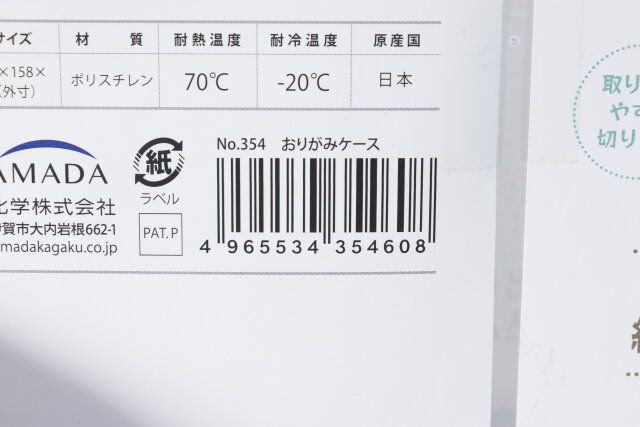 サイズ 材 質 耐熱温度 耐冷温度 原産国
×158× ポリスチレン 70℃ -20℃ 日本
(外寸)
AMADA
化学株式会社
賀市大内岩根662-1
madakagaku.co.jp
紙
ラベル
PAT.P
No.354 おりがみケース
4 965534 354608
取り
やす
切り